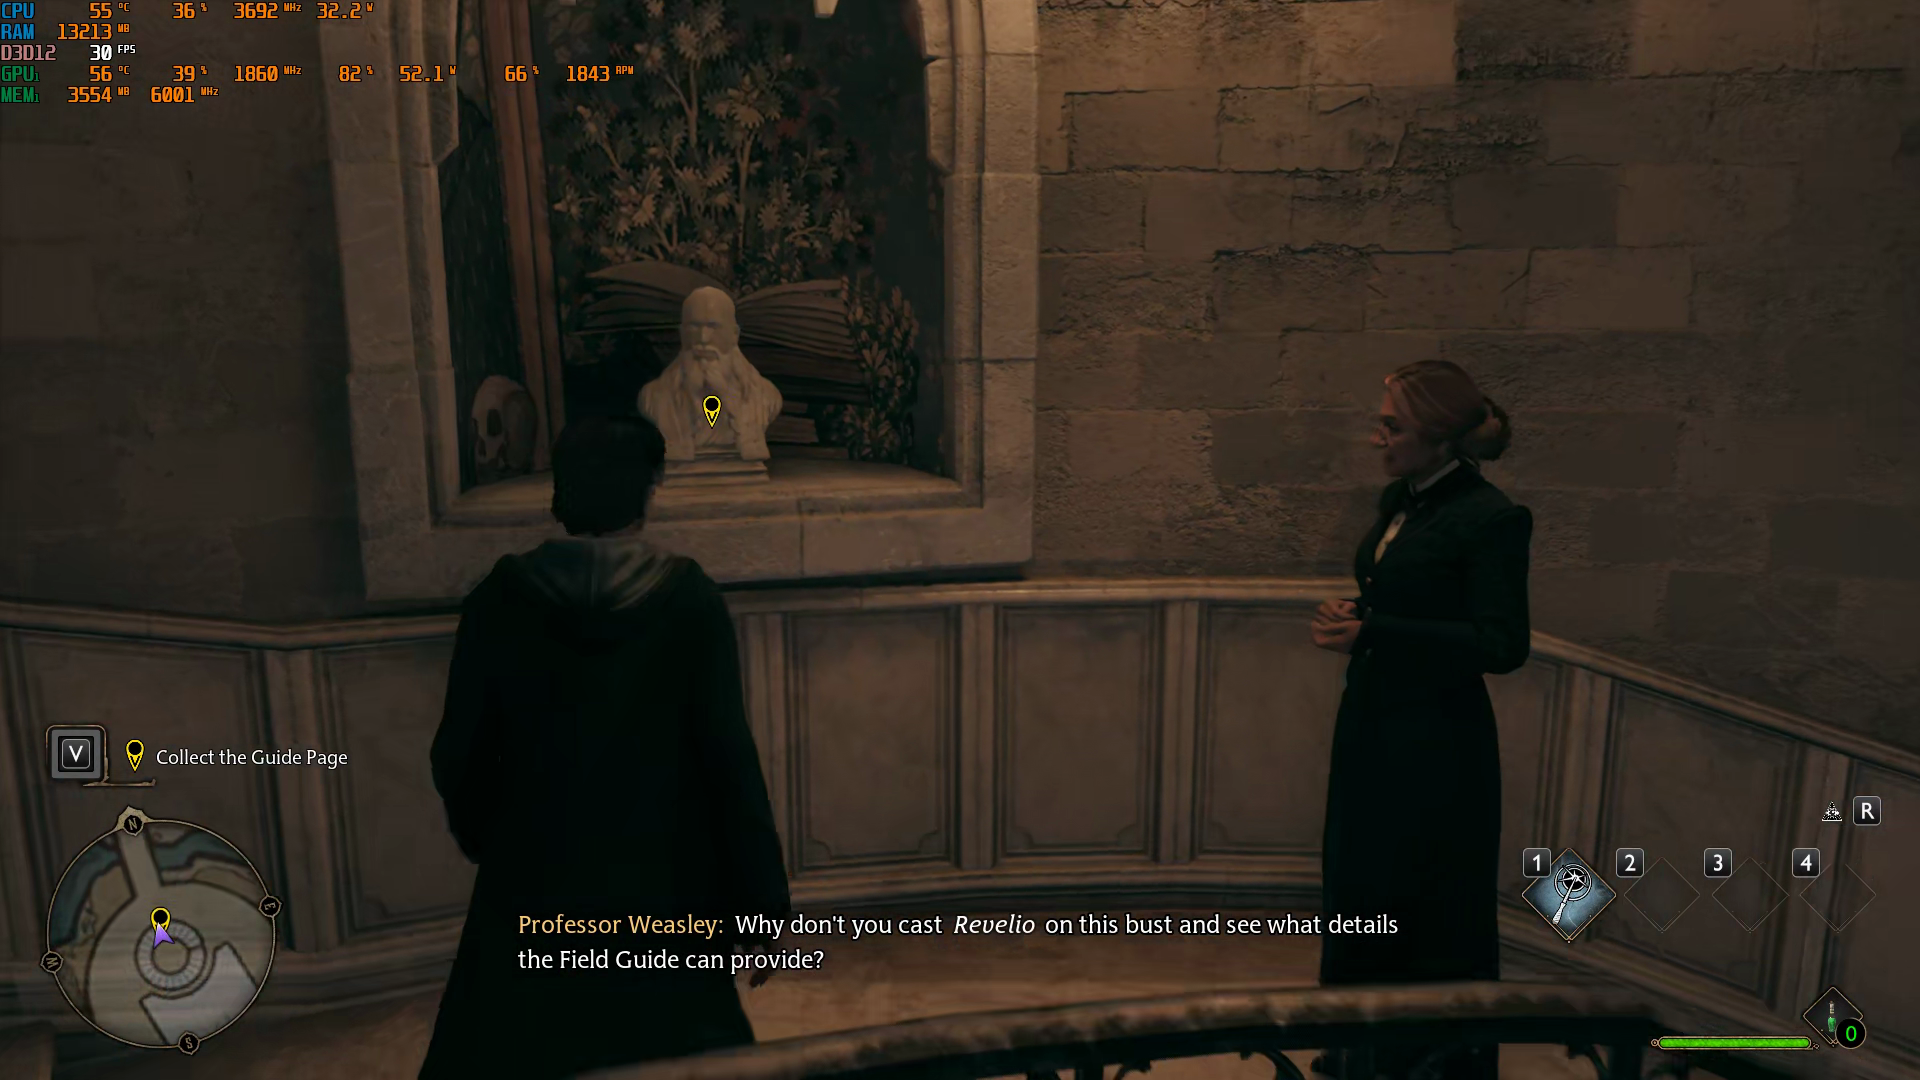 CPU 55 °C 36 % 3692 MHz 32.2 W
RAM 13213 MB
D3D12 30 FPS
GPU1 56 °C 39 % 1860 MHz 82 % 52.1 W 66 % 1843 RPM
MEM1 3554 MB 6001 MHz
V Collect the Guide Page
N
E
W
S
R
1 2 3 4
Professor Weasley: Why don't you cast Revelio on this bust and see what details
the Field Guide can provide?
0